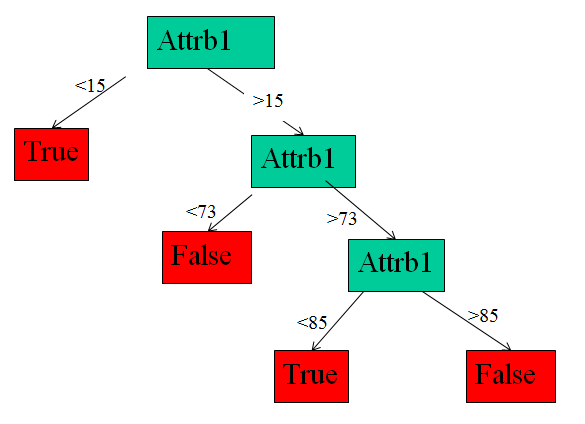 Attrb1
<15
>15
True
Attrb1
<73
>73
False
Attrb1
<85
>85
True
False